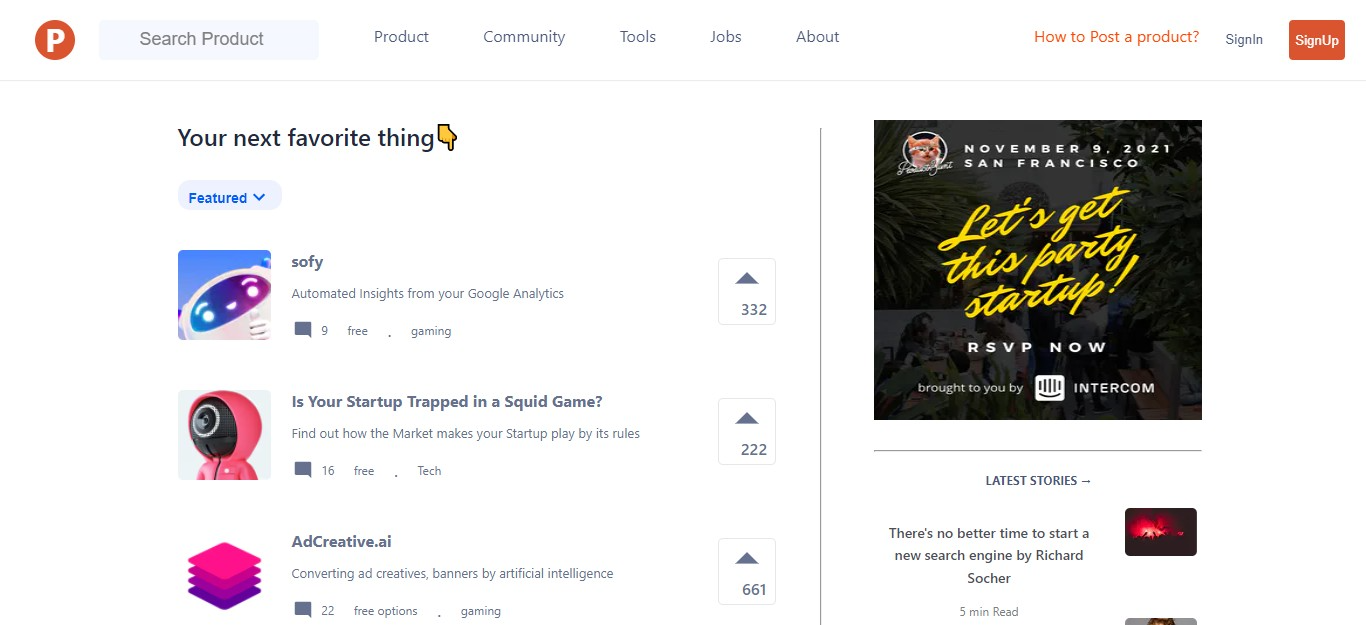 P
Search Product
Product
Community
Tools
Jobs
About
How to Post a product?
SignIn
SignUp
Your next favorite thing👇
Featured
sofy
Automated Insights from your Google Analytics
9 free . gaming
332
Is Your Startup Trapped in a Squid Game?
Find out how the Market makes your Startup play by its rules
16 free . Tech
222
AdCreative.ai
Converting ad creatives, banners by artificial intelligence
22 free options . gaming
661
NOVEMBER 9, 2021
SAN FRANCISCO
Let's get
this party
startup!
RSVP NOW
brought to you by INTERCOM
LATEST STORIES →
There's no better time to start a
new search engine by Richard
Socher
5 min Read